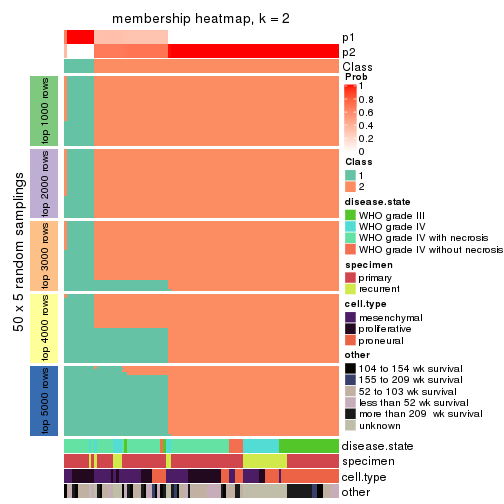 membership heatmap, k = 2
p1
p2
Class
50 x 5 random samplings
top 1000 rows
top 2000 rows
top 3000 rows
top 4000 rows
top 5000 rows
disease.state
specimen
cell.type
other
Prob
1
0.8
0.6
0.4
0.2
0
Class
1
2
disease.state
WHO grade III
WHO grade IV
WHO grade IV with necrosis
WHO grade IV without necrosis
specimen
primary
recurrent
cell.type
mesenchymal
proliferative
proneural
other
104 to 154 wk survival
155 to 209 wk survival
52 to 103 wk survival
less than 52 wk survival
more than 209  wk survival
unknown